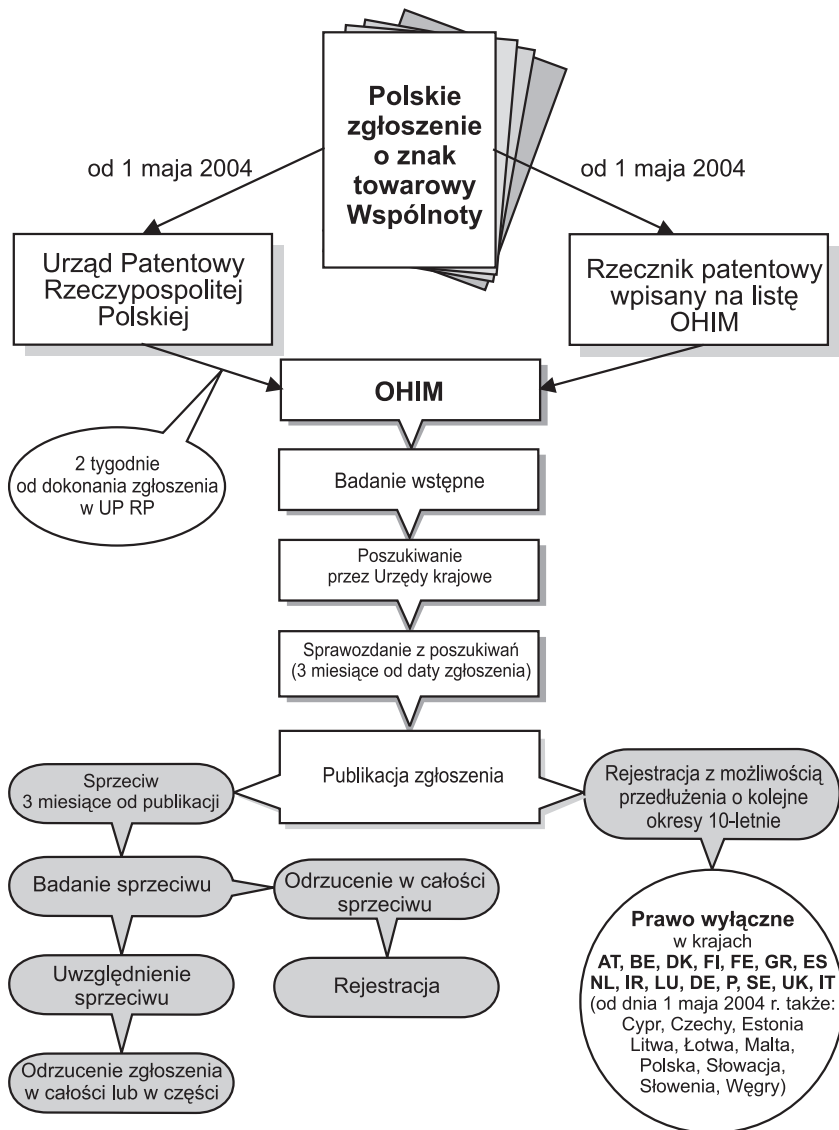 Polskie
zgłoszenie
o znak
towarowy
Wspólnoty
od 1 maja 2004
od 1 maja 2004
Urząd Patentowy
Rzeczypospolitej
Polskiej
Rzecznik patentowy
wpisany na listę
OHIM
OHIM
2 tygodnie
od dokonania zgłoszenia
w UP RP
Badanie wstępne
Poszukiwanie
przez Urzędy krajowe
Sprawozdanie z poszukiwań
(3 miesiące od daty zgłoszenia)
Publikacja zgłoszenia
Sprzeciw
3 miesiące od publikacji
Rejestracja z możliwością
przedłużenia o kolejne
okresy 10-letnie
Badanie sprzeciwu
Odrzucenie w całości
sprzeciwu
Uwzględnienie
sprzeciwu
Rejestracja
Odrzucenie zgłoszenia
w całości lub w części
Prawo wyłączne
w krajach
AT, BE, DK, FI, FE, GR, ES
NL, IR, LU, DE, P, SE, UK, IT
(od dnia 1 maja 2004 r. także:
Cypr, Czechy, Estonia
Litwa, Łotwa, Malta,
Polska, Słowacja,
Słowenia, Węgry)